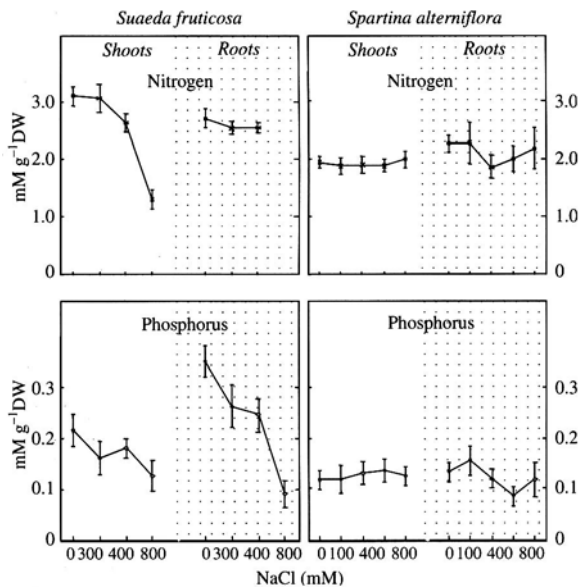 Suaeda fruticosa Spartina alterniflora
Shoots Roots Shoots Roots
Nitrogen Nitrogen
3.0 3.0
2.0 2.0
1.0 1.0
0 0
mM g⁻¹DW
Phosphorus Phosphorus
0.3 0.3
0.2 0.2
0.1 0.1
0 0
mM g⁻¹DW
0 300 400 800 0 300 400 800 0 100 400 600 800 0 100 400 600 800
NaCl (mM)